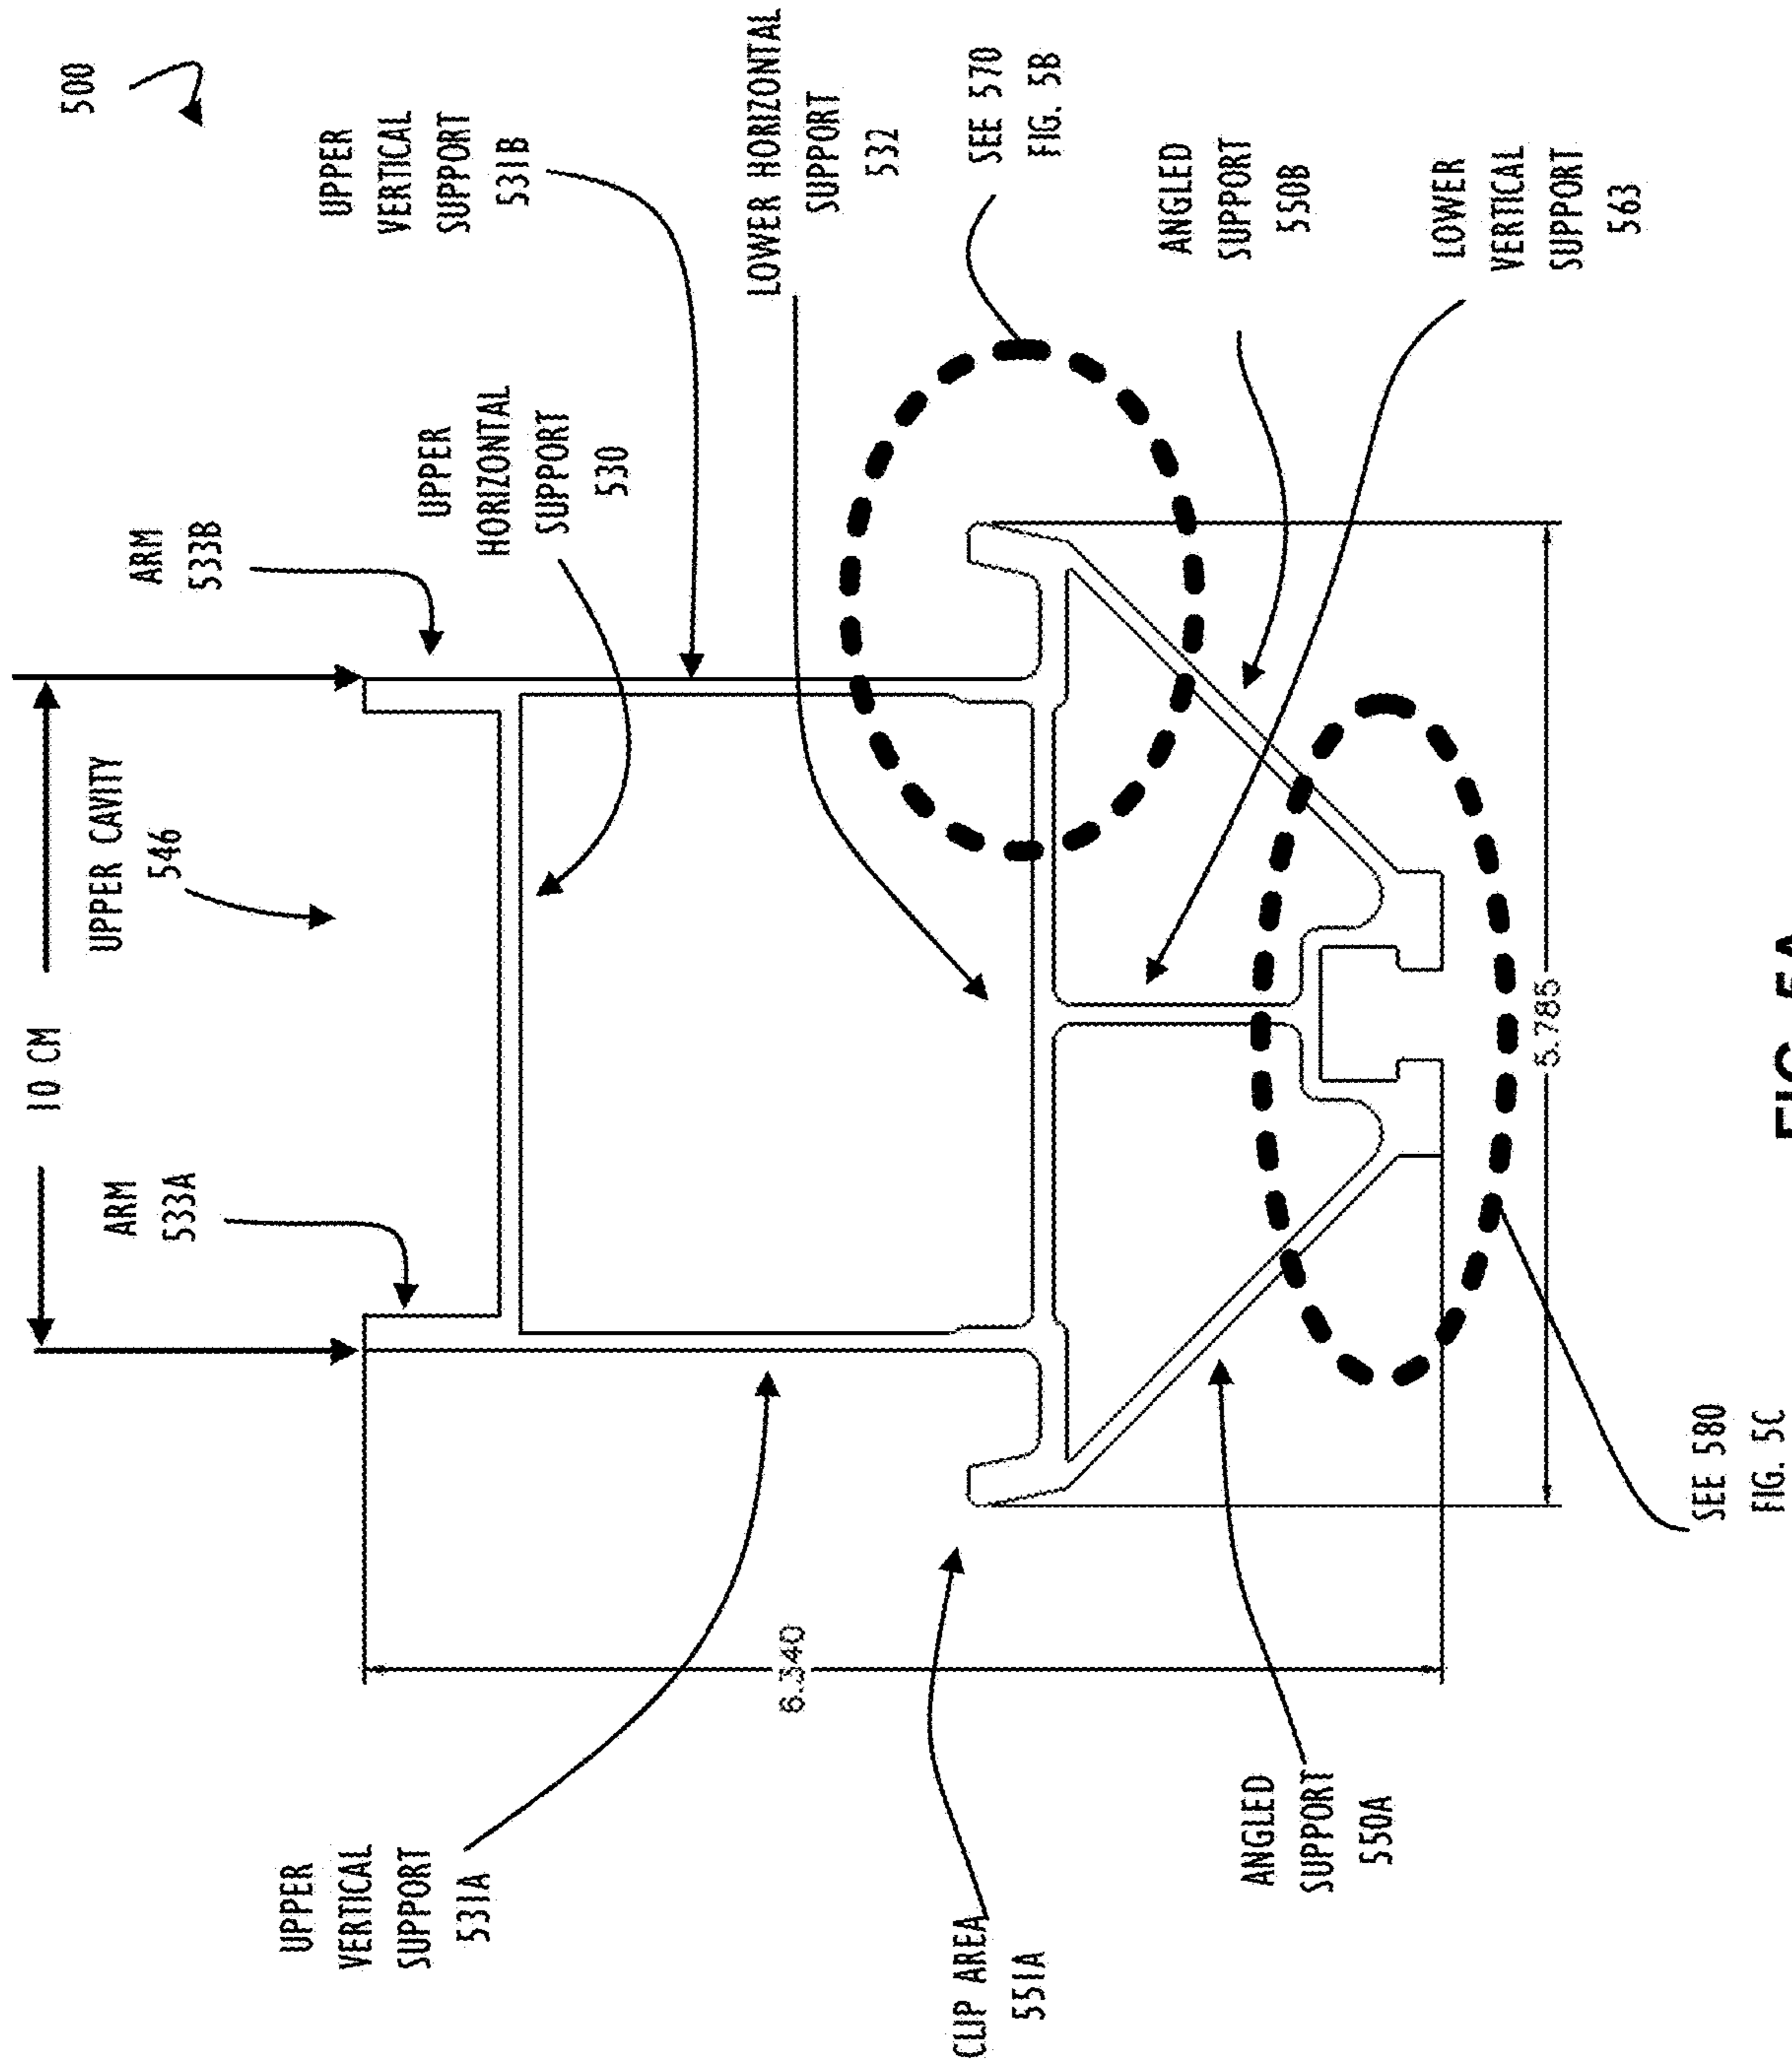 500
10 CM
ARM
533A
UPPER CAVITY
546
ARM
533B
UPPER
VERTICAL
SUPPORT
531A
UPPER
HORIZONTAL
SUPPORT
530
UPPER
VERTICAL
SUPPORT
531B
LOWER HORIZONTAL
SUPPORT
532
6.340
CLIP AREA
551A
SEE 570
FIG. 5B
ANGLED
SUPPORT
550A
ANGLED
SUPPORT
550B
LOWER
VERTICAL
SUPPORT
563
5.785
SEE 580
FIG. 5C
FIG. 5A